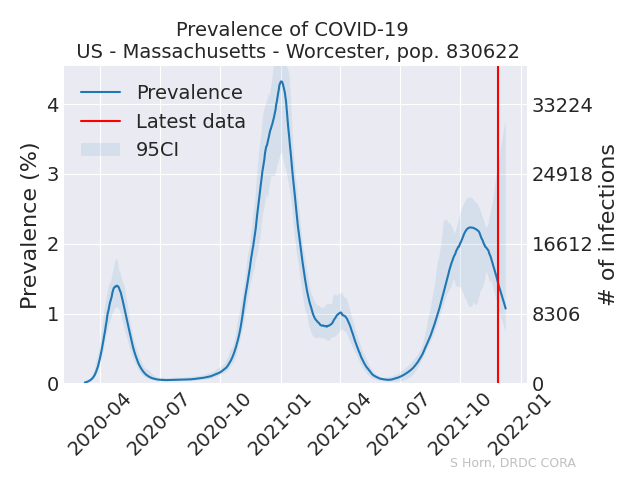 Prevalence of COVID-19
US - Massachusetts - Worcester, pop. 830622
Prevalence
Latest data
95CI
Prevalence (%)
4
3
2
1
0
33224
24918
16612
8306
0
# of infections
2020-04
2020-07
2020-10
2021-01
2021-04
2021-07
2021-10
2022-01
S Horn, DRDC CORA